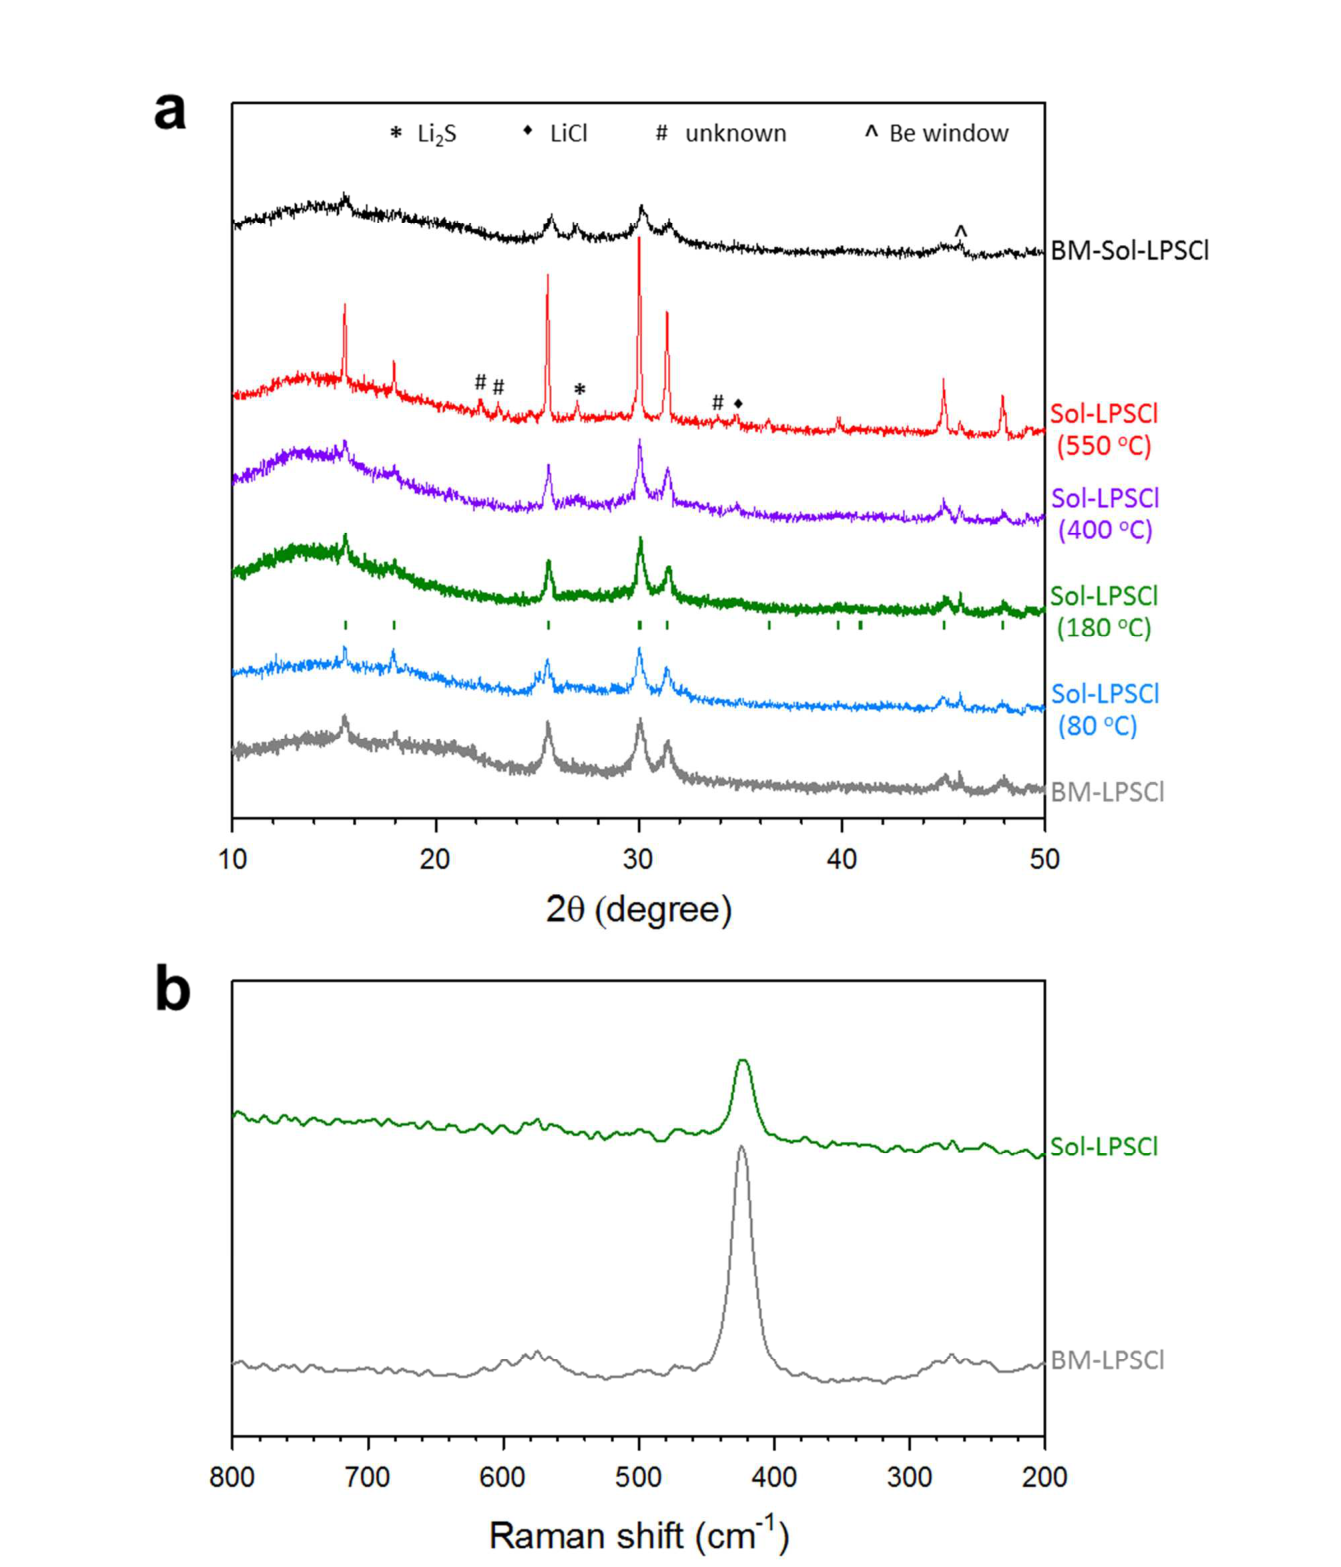 a
* Li2S ♦ LiCl # unknown ^ Be window
^
BM-Sol-LPSCl
# # * # ♦
Sol-LPSCl
(550 °C)
Sol-LPSCl
(400 °C)
Sol-LPSCl
(180 °C)
Sol-LPSCl
(80 °C)
BM-LPSCl
10 20 30 40 50
2θ (degree)
b
Sol-LPSCl
BM-LPSCl
800 700 600 500 400 300 200
Raman shift (cm-1)